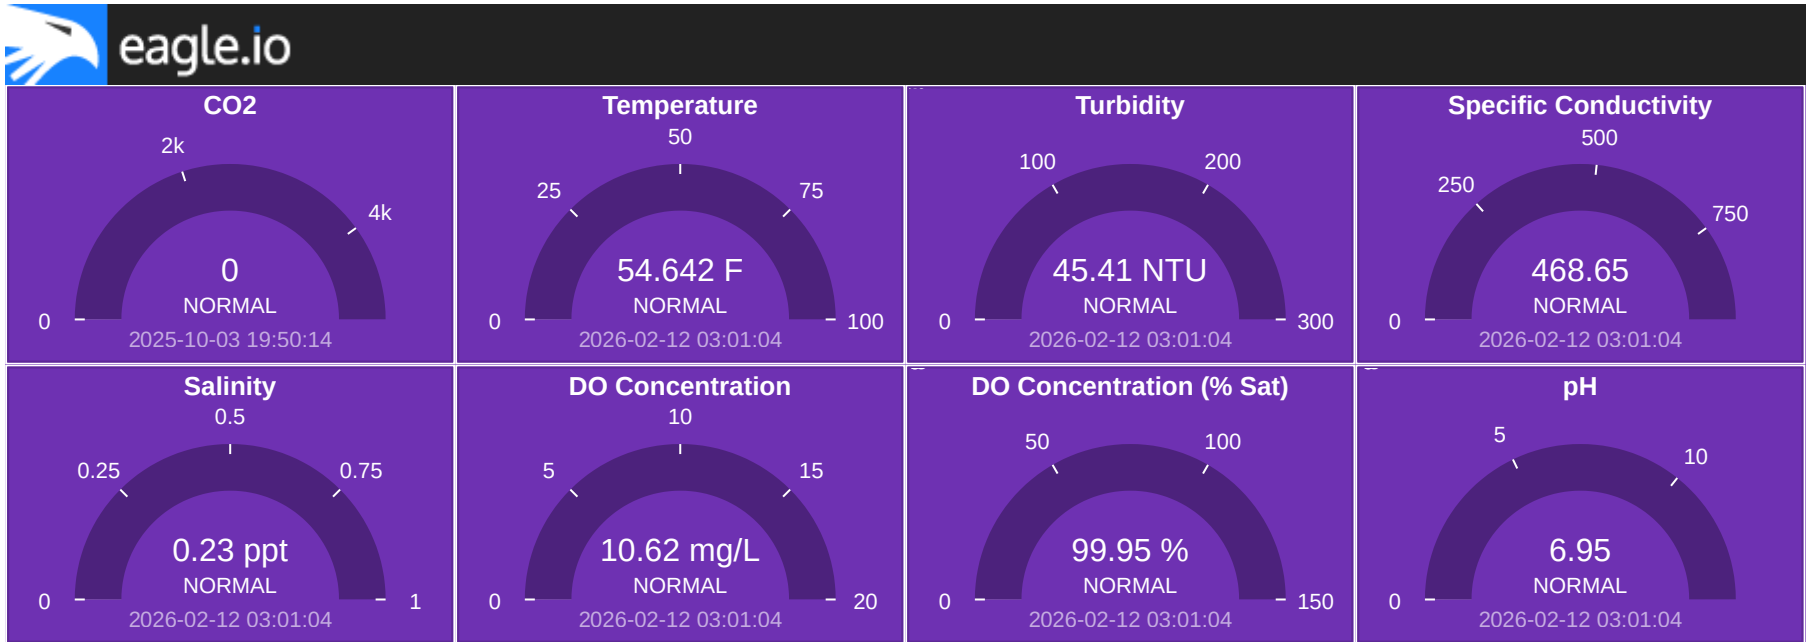 eagle.io
CO2
2k
4k
0
0
NORMAL
2025-10-03 19:50:14
Temperature
50
25
75
54.642 F
NORMAL
0
100
2026-02-12 03:01:04
Turbidity
100
200
45.41 NTU
NORMAL
0
300
2026-02-12 03:01:04
Specific Conductivity
500
250
750
468.65
NORMAL
0
2026-02-12 03:01:04
Salinity
0.5
0.25
0.75
0.23 ppt
NORMAL
0
1
2026-02-12 03:01:04
DO Concentration
10
5
15
10.62 mg/L
NORMAL
0
20
2026-02-12 03:01:04
DO Concentration (% Sat)
50
100
99.95 %
NORMAL
0
150
2026-02-12 03:01:04
pH
5
10
6.95
NORMAL
0
2026-02-12 03:01:04